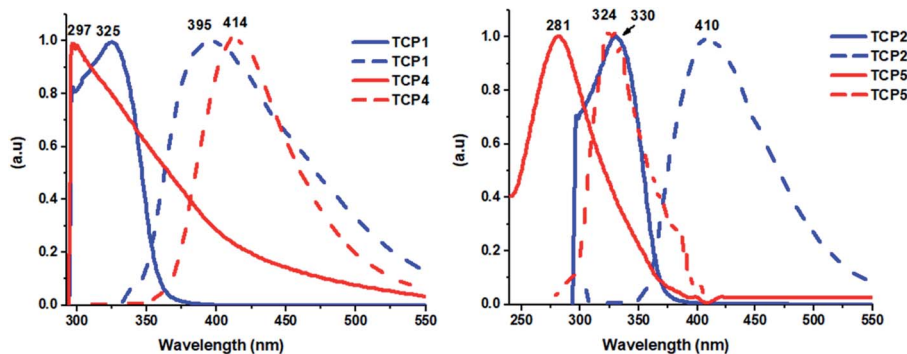 297 325 395 414
1.0
0.8
0.6
0.4
0.2
0.0
(a.u)
TCP1
TCP1
TCP4
TCP4
300 350 400 450 500 550
Wavelength (nm)
281 324 330 410
1.0
0.8
0.6
0.4
0.2
0.0
(a.u)
TCP2
TCP2
TCP5
TCP5
250 300 350 400 450 500 550
Wavelength (nm)